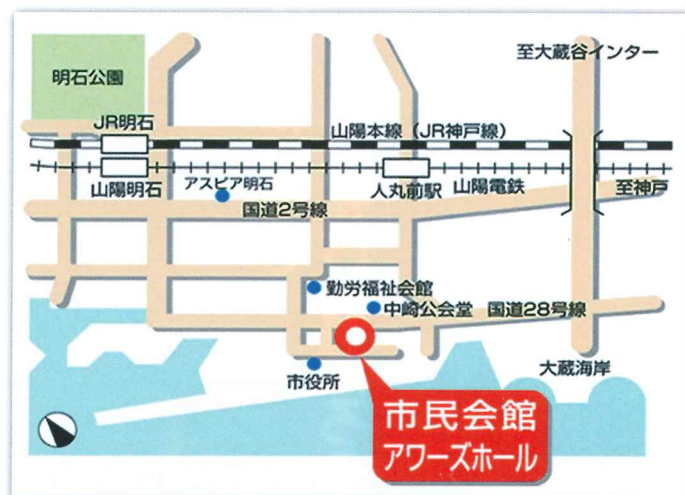 至大蔵谷インター
明石公園
JR明石
山陽本線（JR神戸線）
山陽明石
アスピア明石
人丸前駅
山陽電鉄
至神戸
国道2号線
勤労福祉会館
中崎公会堂
国道28号線
市役所
大蔵海岸
市民会館
アワーズホール